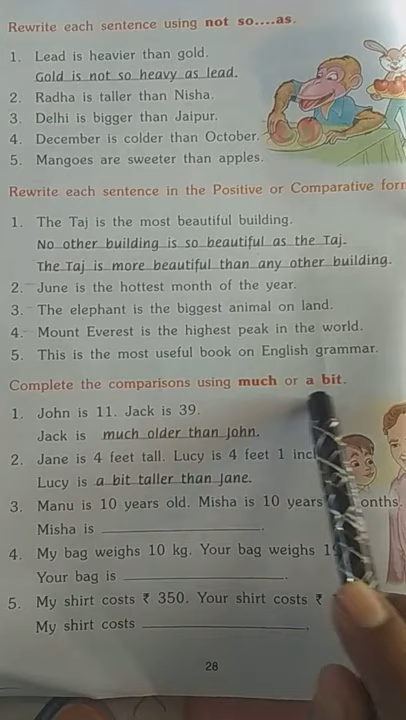 Rewrite each sentence using not so....as.
1. Lead is heavier than gold.
Gold is not so heavy as lead.
2. Radha is taller than Nisha.
3. Delhi is bigger than Jaipur.
4. December is colder than October.
5. Mangoes are sweeter than apples.
Rewrite each sentence in the Positive or Comparative form
1. The Taj is the most beautiful building.
No other building is so beautiful as the Taj.
The Taj is more beautiful than any other building.
2. June is the hottest month of the year.
3. The elephant is the biggest animal on land.
4. Mount Everest is the highest peak in the world.
5. This is the most useful book on English grammar.
Complete the comparisons using much or a bit.
1. John is 11. Jack is 39.
Jack is much older than John.
2. Jane is 4 feet tall. Lucy is 4 feet 1 inc
Lucy is a bit taller than Jane.
3. Manu is 10 years old. Misha is 10 years onths.
Misha is ____________.
4. My bag weighs 10 kg. Your bag weighs
Your bag is ____________.
5. My shirt costs ₹ 350. Your shirt costs ₹
My shirt costs ____________.
28